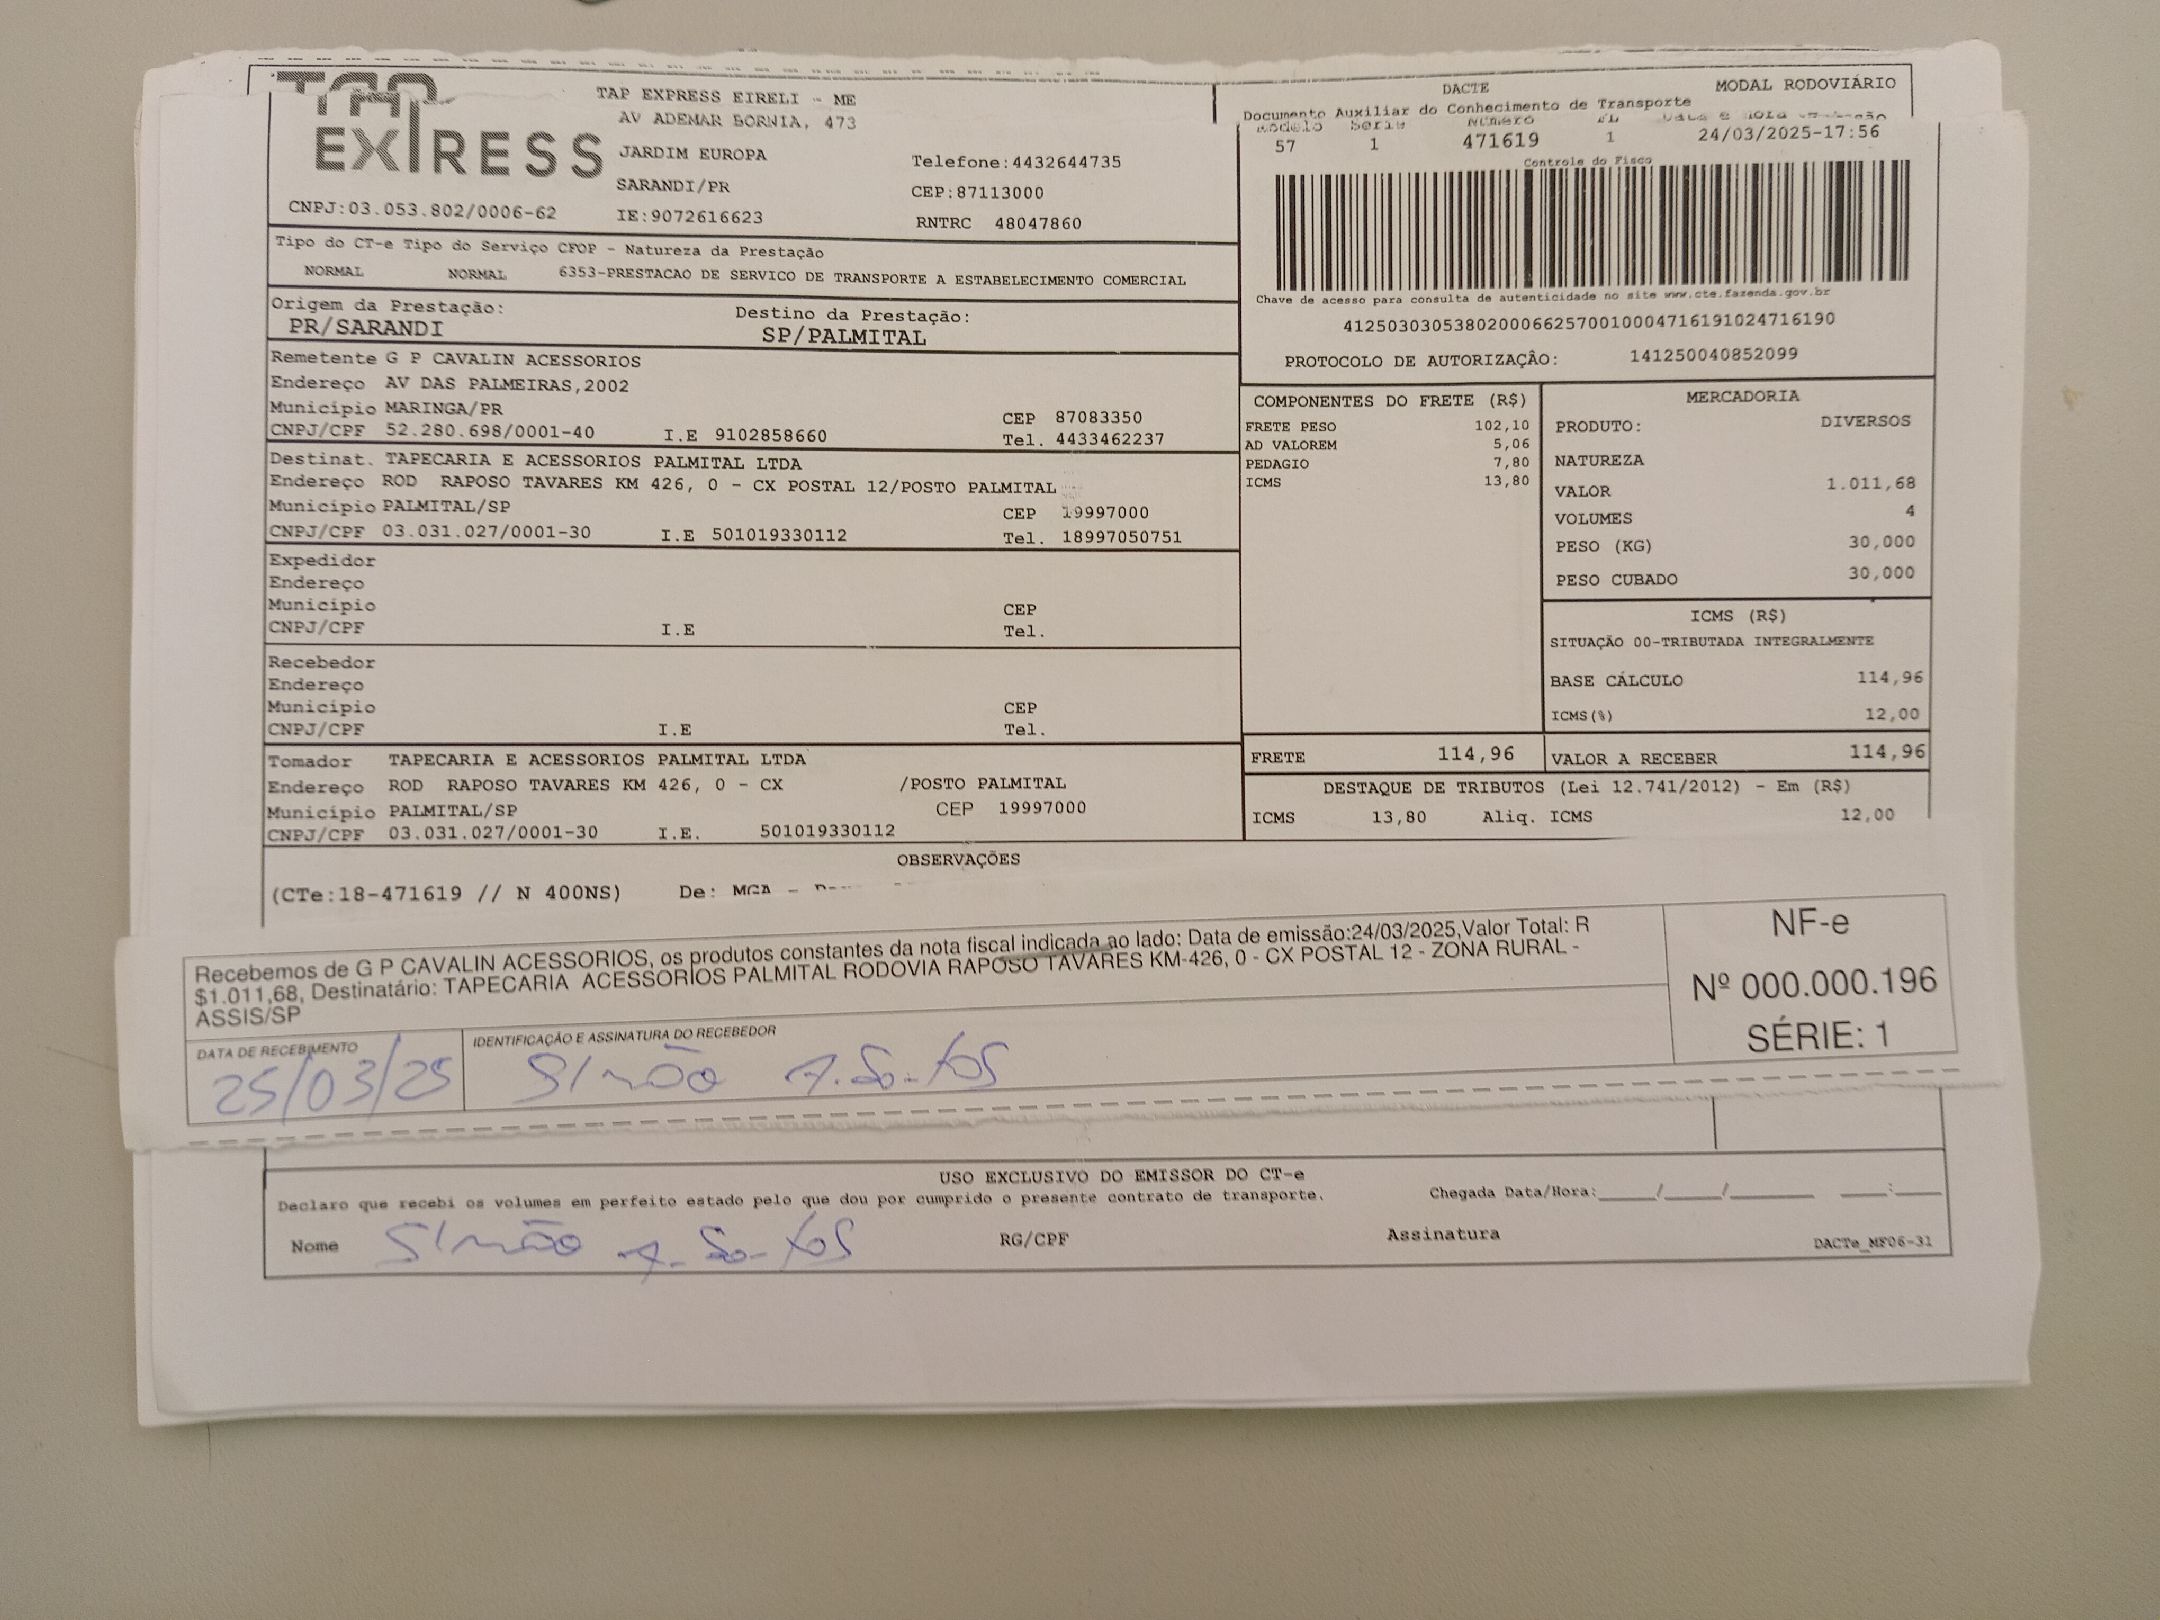 TAP
EXPRESS
TAP EXPRESS EIRELI - ME
AV ADEMAR BORNIA, 473
JARDIM EUROPA
SARANDI/PR
IE:9072616623
Telefone:4432644735
CEP:87113000
RNTRC 48047860
CNPJ:03.053.802/0006-62
DACTE
MODAL RODOVIÁRIO
Documento Auxiliar do Conhecimento de Transporte
Modelo Serie Número FL
57 1 471619 1 24/03/2025-17:56
Controle do Fisco
Chave de acesso para consulta de autenticidade no site www.cte.fazenda.gov.br
41250303053802000662570010004716191024716190
PROTOCOLO DE AUTORIZAÇÃO: 141250040852099
Tipo do CT-e Tipo do Serviço CFOP - Natureza da Prestação
NORMAL NORMAL 6353-PRESTACAO DE SERVICO DE TRANSPORTE A ESTABELECIMENTO COMERCIAL
Origem da Prestação:
PR/SARANDI
Destino da Prestação:
SP/PALMITAL
Remetente G P CAVALIN ACESSORIOS
Endereço AV DAS PALMEIRAS,2002
Município MARINGA/PR CEP 87083350
CNPJ/CPF 52.280.698/0001-40 I.E 9102858660 Tel. 4433462237
Destinat. TAPECARIA E ACESSORIOS PALMITAL LTDA
Endereço ROD RAPOSO TAVARES KM 426, 0 - CX POSTAL 12/POSTO PALMITAL
Município PALMITAL/SP CEP 19997000
CNPJ/CPF 03.031.027/0001-30 I.E 501019330112 Tel. 18997050751
Expedidor
Endereço
Município CEP
CNPJ/CPF I.E Tel.
Recebedor
Endereço
Município CEP
CNPJ/CPF I.E Tel.
Tomador TAPECARIA E ACESSORIOS PALMITAL LTDA
Endereço ROD RAPOSO TAVARES KM 426, 0 - CX /POSTO PALMITAL
Município PALMITAL/SP CEP 19997000
CNPJ/CPF 03.031.027/0001-30 I.E. 501019330112
COMPONENTES DO FRETE (R$)
FRETE PESO 102,10
AD VALOREM 5,06
PEDAGIO 7,80
ICMS 13,80
MERCADORIA
PRODUTO: DIVERSOS
NATUREZA
VALOR 1.011,68
VOLUMES 4
PESO (KG) 30,000
PESO CUBADO 30,000
ICMS (R$)
SITUAÇÃO 00-TRIBUTADA INTEGRALMENTE
BASE CÁLCULO 114,96
ICMS(%) 12,00
FRETE 114,96
VALOR A RECEBER 114,96
DESTAQUE DE TRIBUTOS (Lei 12.741/2012) - Em (R$)
ICMS 13,80 Aliq. ICMS 12,00
OBSERVAÇÕES
(CTe:18-471619 // N 400NS) De: MGA -
Recebemos de G P CAVALIN ACESSORIOS, os produtos constantes da nota fiscal indicada ao lado: Data de emissão:24/03/2025,Valor Total: R
$1.011,68, Destinatário: TAPECARIA ACESSORIOS PALMITAL RODOVIA RAPOSO TAVARES KM-426, 0 - CX POSTAL 12 - ZONA RURAL -
ASSIS/SP
DATA DE RECEBIMENTO
25/03/25
IDENTIFICAÇÃO E ASSINATURA DO RECEBEDOR
Simão A. Santos
NF-e
Nº 000.000.196
SÉRIE: 1
USO EXCLUSIVO DO EMISSOR DO CT-e
Declaro que recebi os volumes em perfeito estado pelo que dou por cumprido o presente contrato de transporte. Chegada Data/Hora:____/____/______ ___:___
Nome Simão A. Santos RG/CPF Assinatura
DACTe_MF06-31